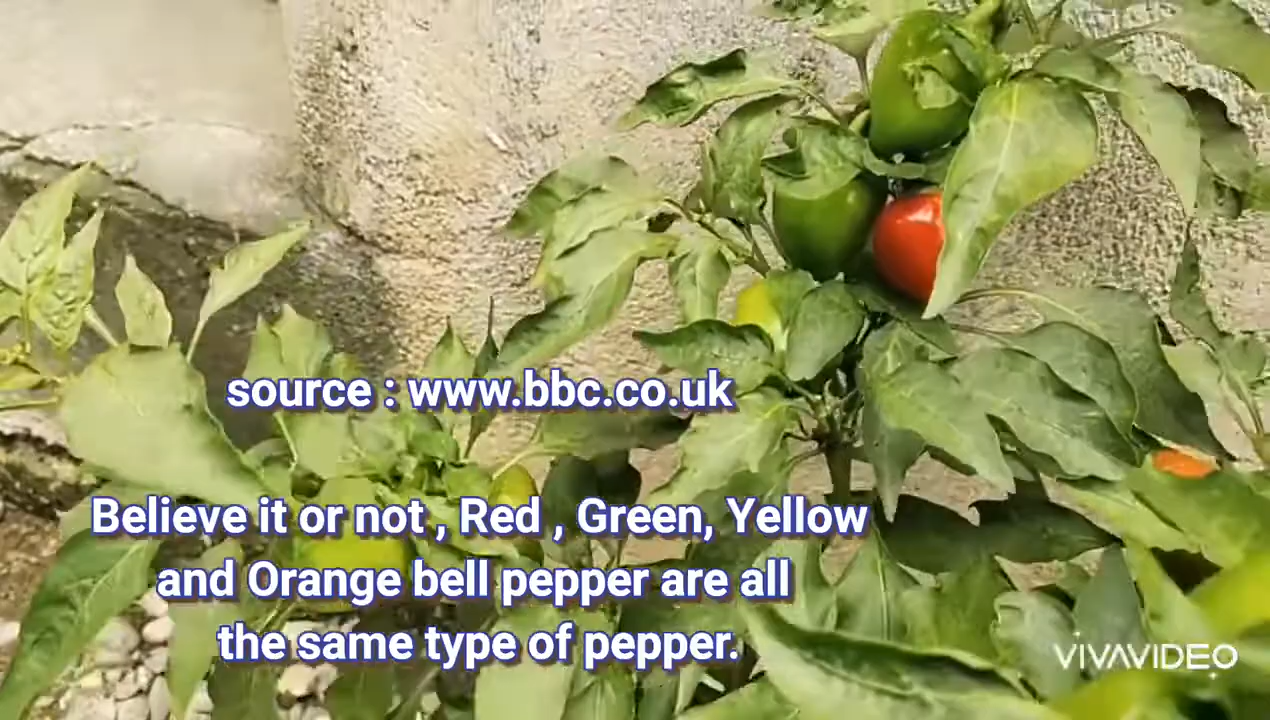 source : www.bbc.co.uk
Believe it or not , Red , Green, Yellow
and Orange bell pepper are all
the same type of pepper.
VIVAVIDEO